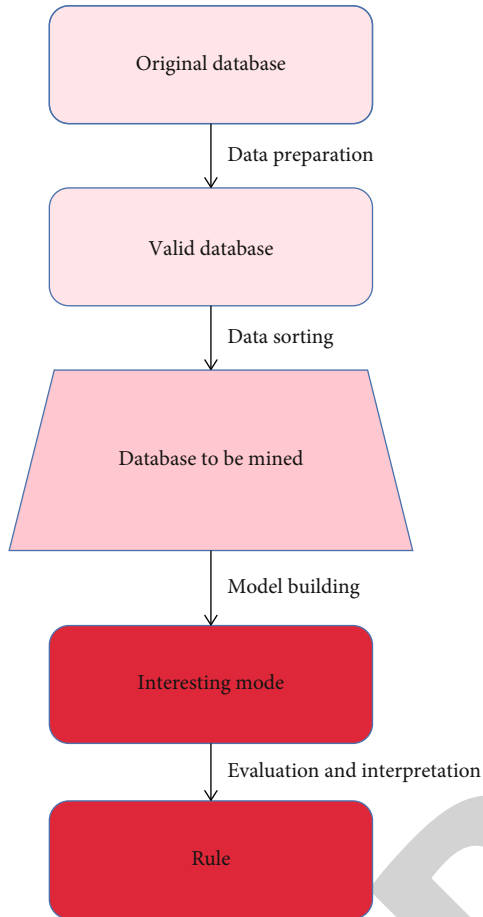 Original database
Data preparation
Valid database
Data sorting
Database to be mined
Model building
Interesting mode
Evaluation and interpretation
Rule